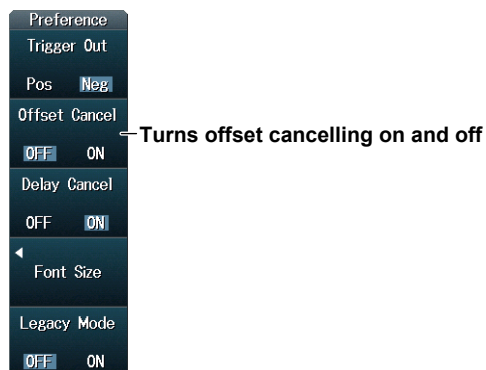 Preference
Trigger Out
Pos Neg
Offset Cancel
Turns offset cancelling on and off
OFF ON
Delay Cancel
OFF ON
Font Size
Legacy Mode
OFF ON